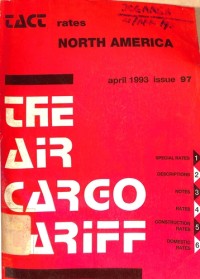 TACT rates
NORTH AMERICA
april 1993 issue 97
THE
AIR
CARGO
TARIFF
SPECIAL RATES 1
DESCRIPTIONS 2
NOTES 3
RATES 4
CONSTRUCTION
RATES 5
DOMESTIC
RATES 6